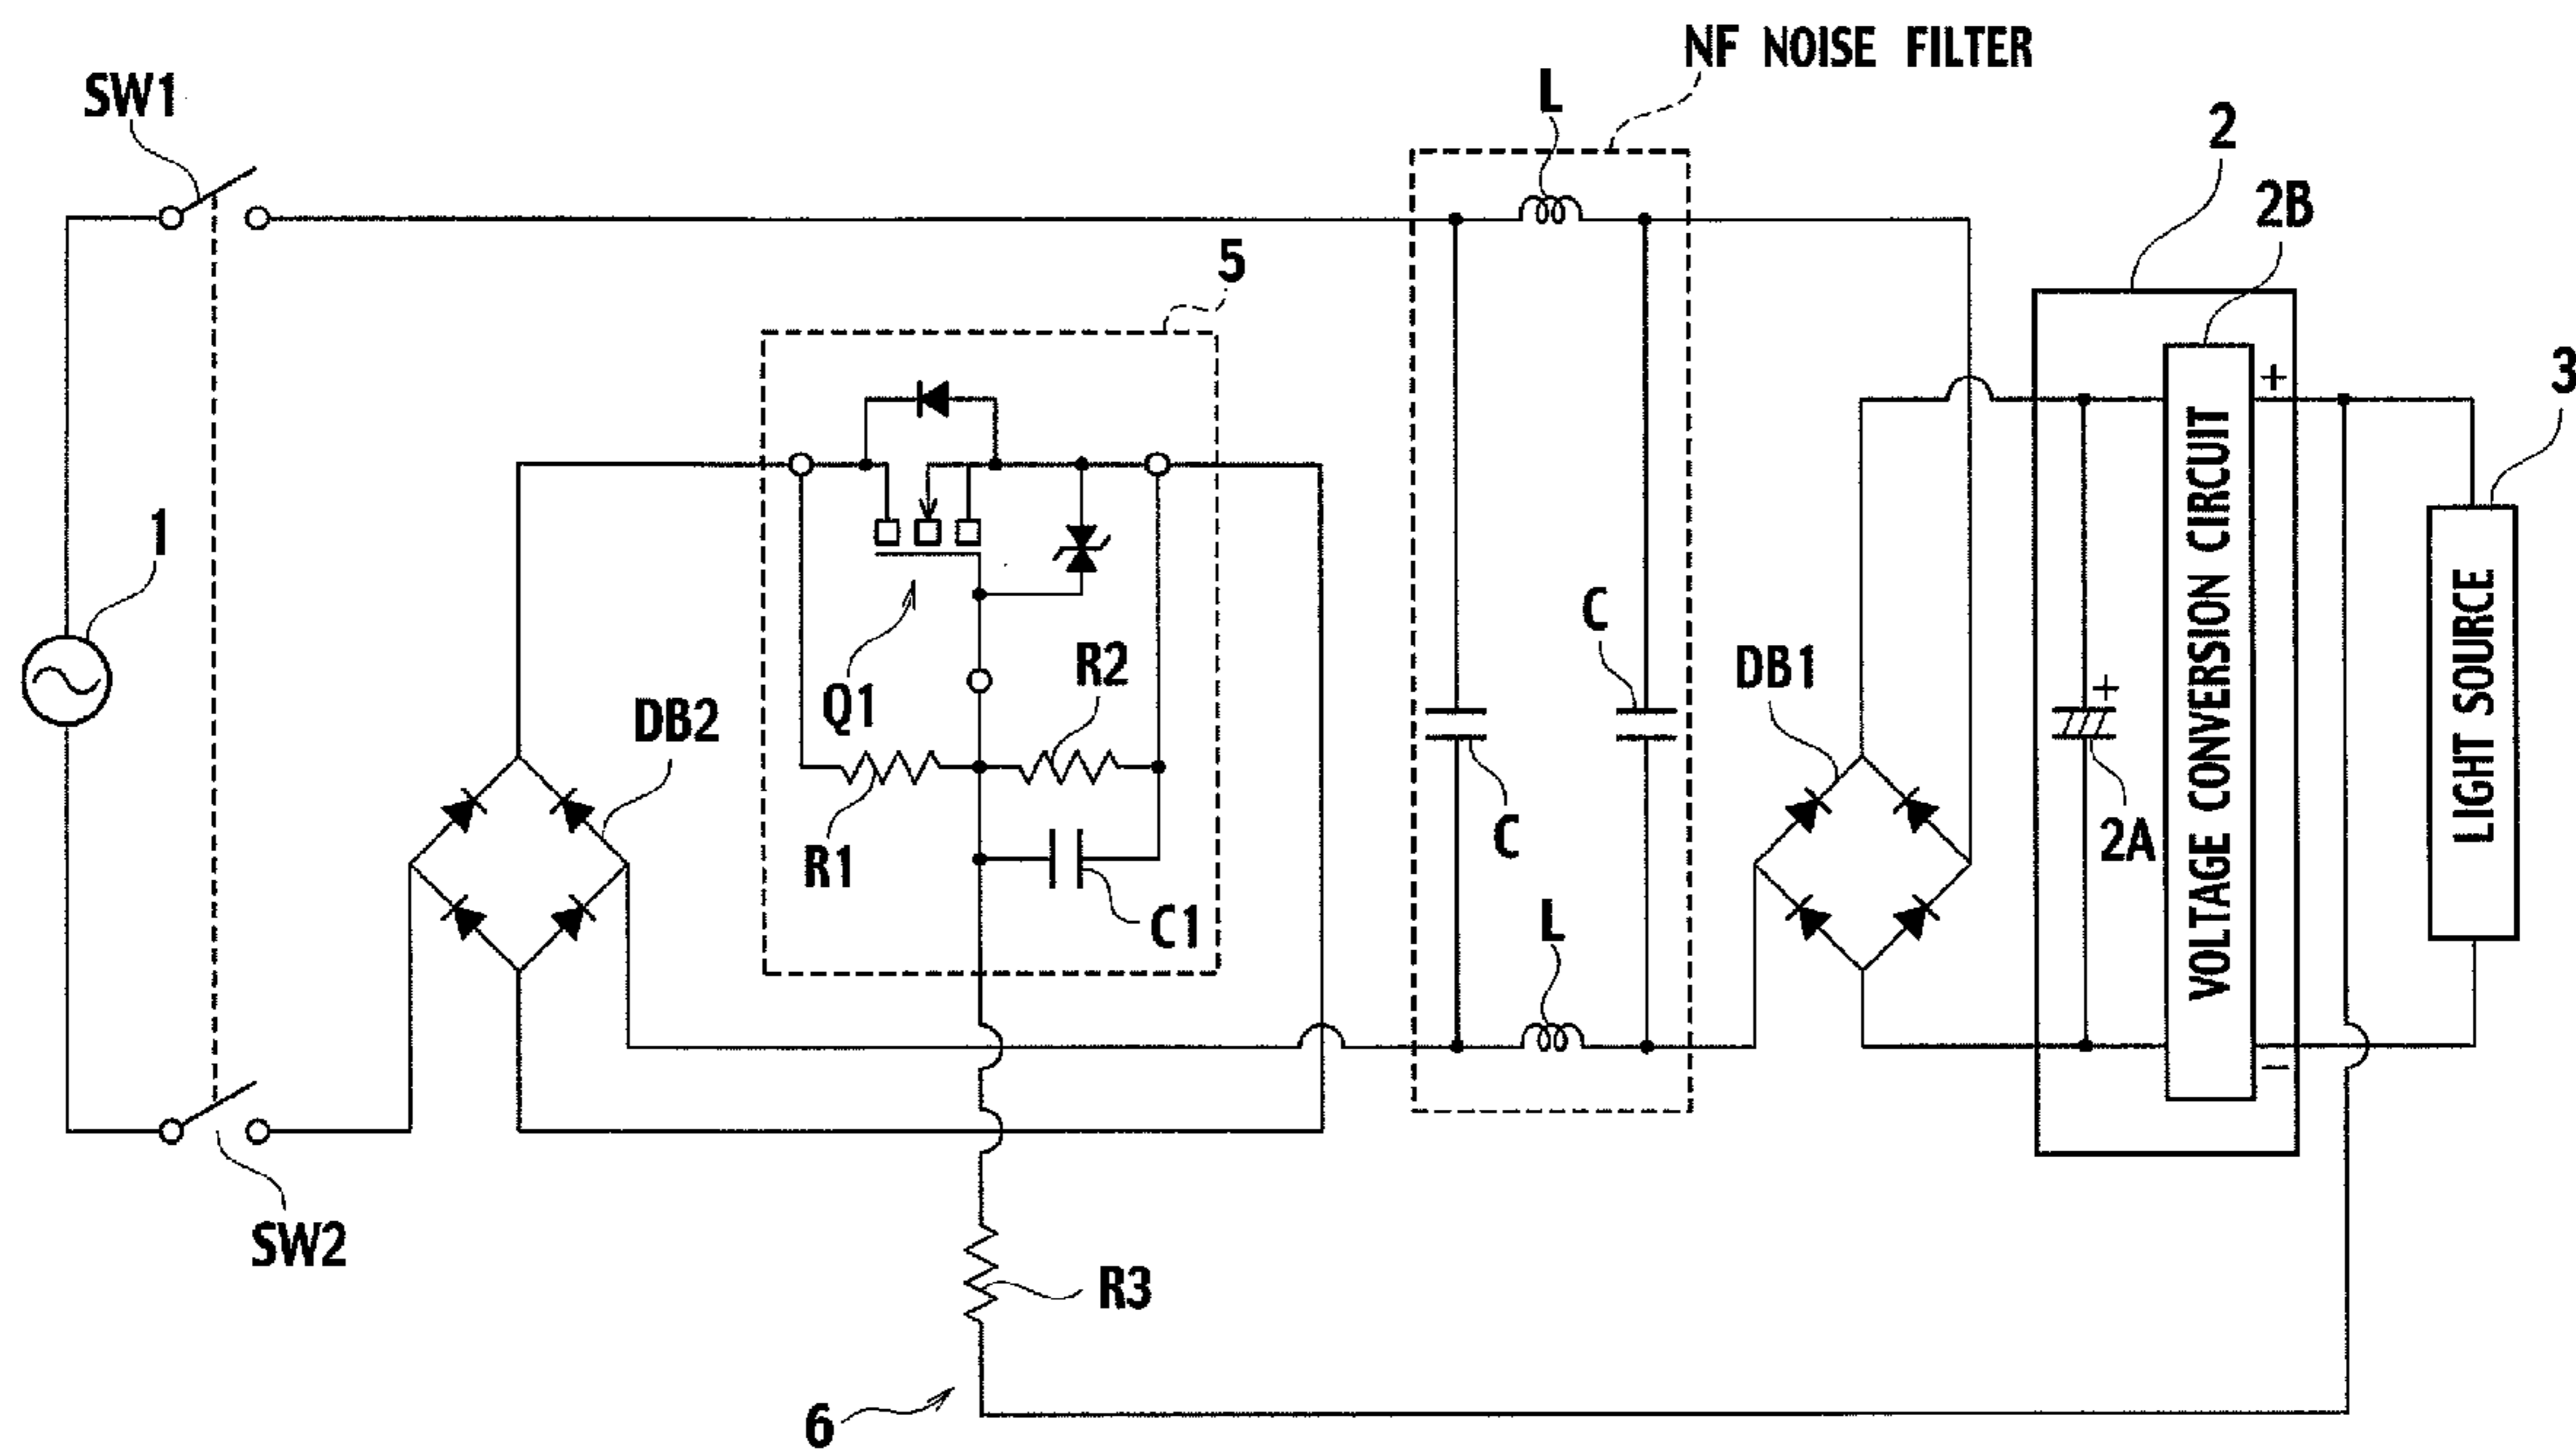 NF NOISE FILTER
SW1
L
2
2B
5
3
+
1
Q1
R2
C
DB1
DB2
+
VOLTAGE CONVERSION CIRCUIT
LIGHT SOURCE
R1
C
2A
C1
L
−
SW2
R3
6